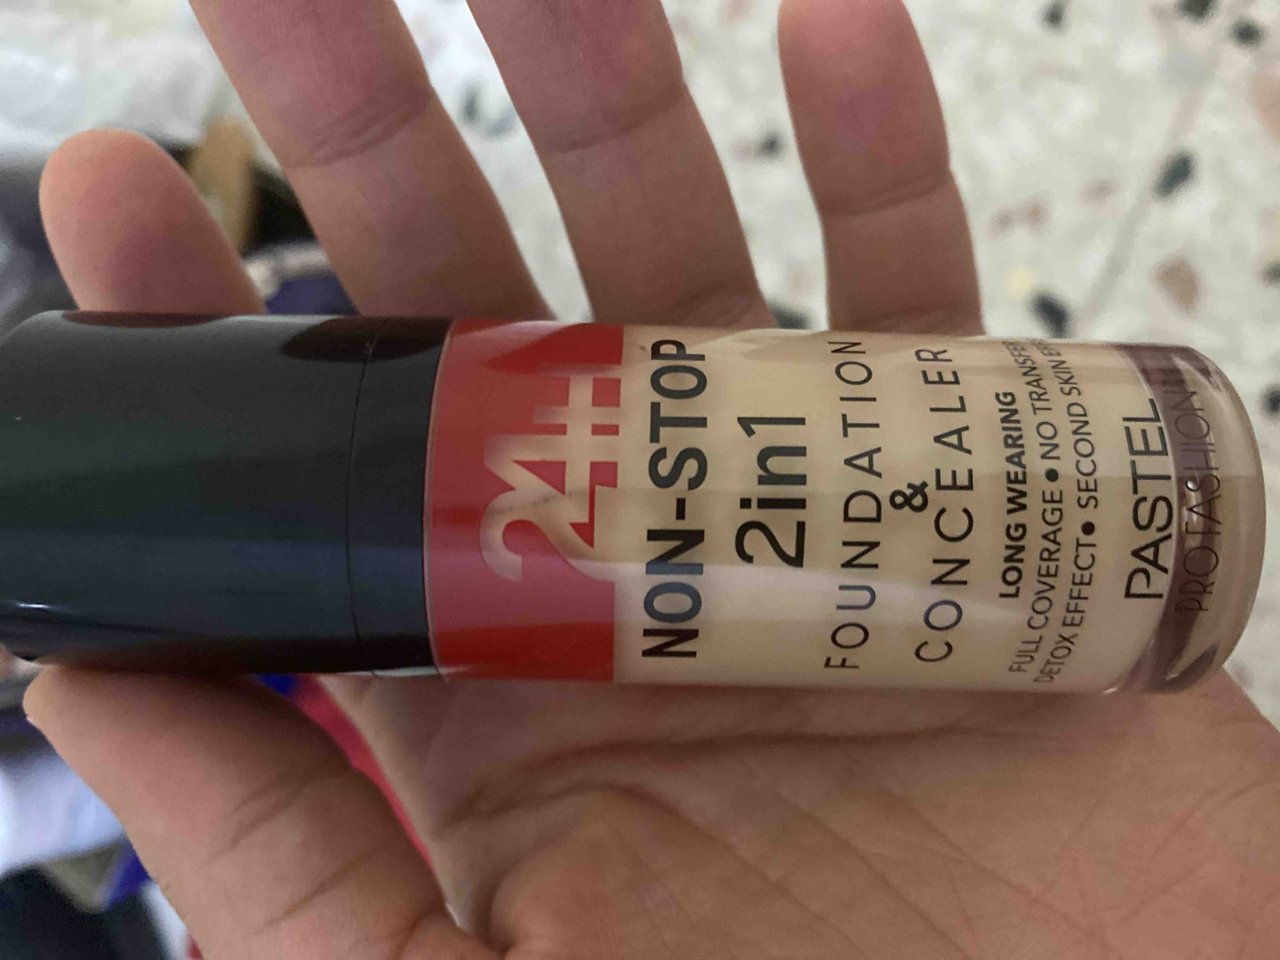 24H
NON-STOP
2in1
FOUNDATION
&
CONCEALER
LONG WEARING
FULL COVERAGE • NO TRANSFER
DETOX EFFECT • SECOND SKIN
PASTEL
PROFASHION